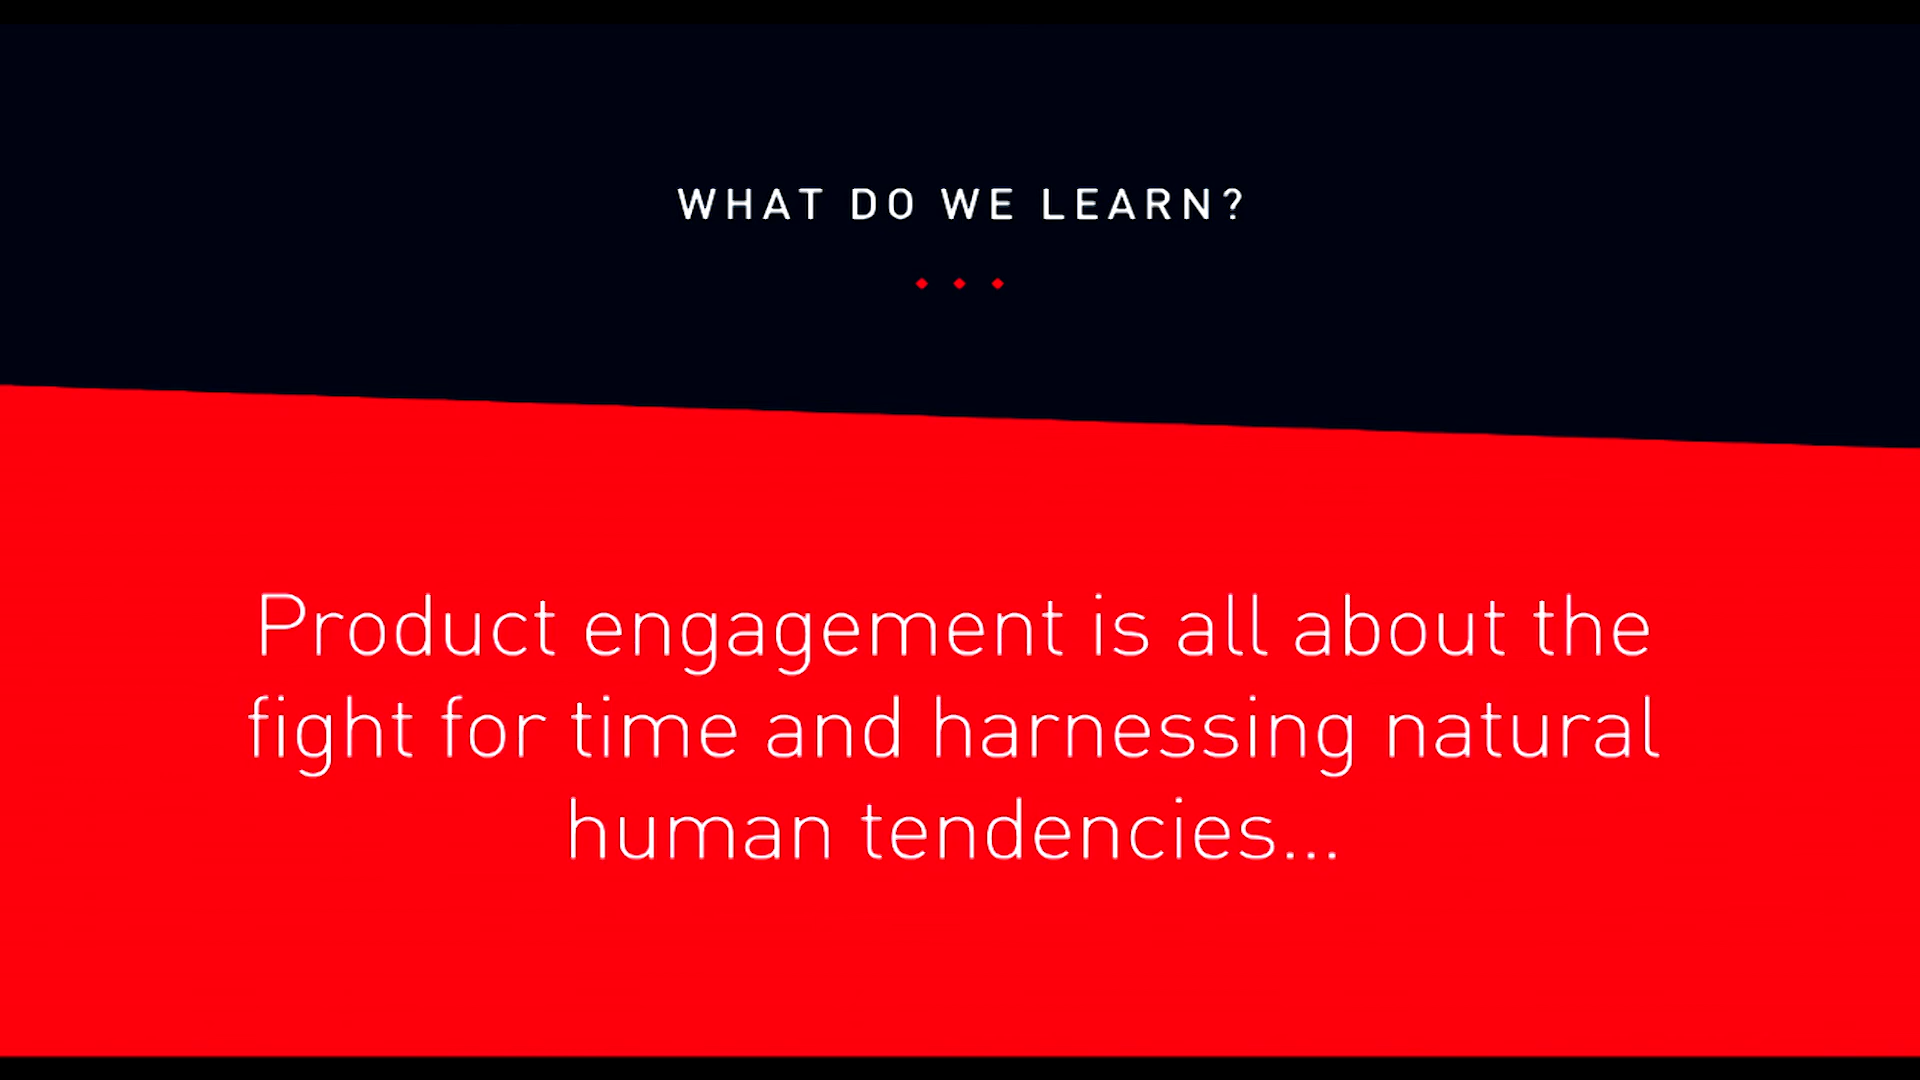 WHAT DO WE LEARN?
Product engagement is all about the
fight for time and harnessing natural
human tendencies...